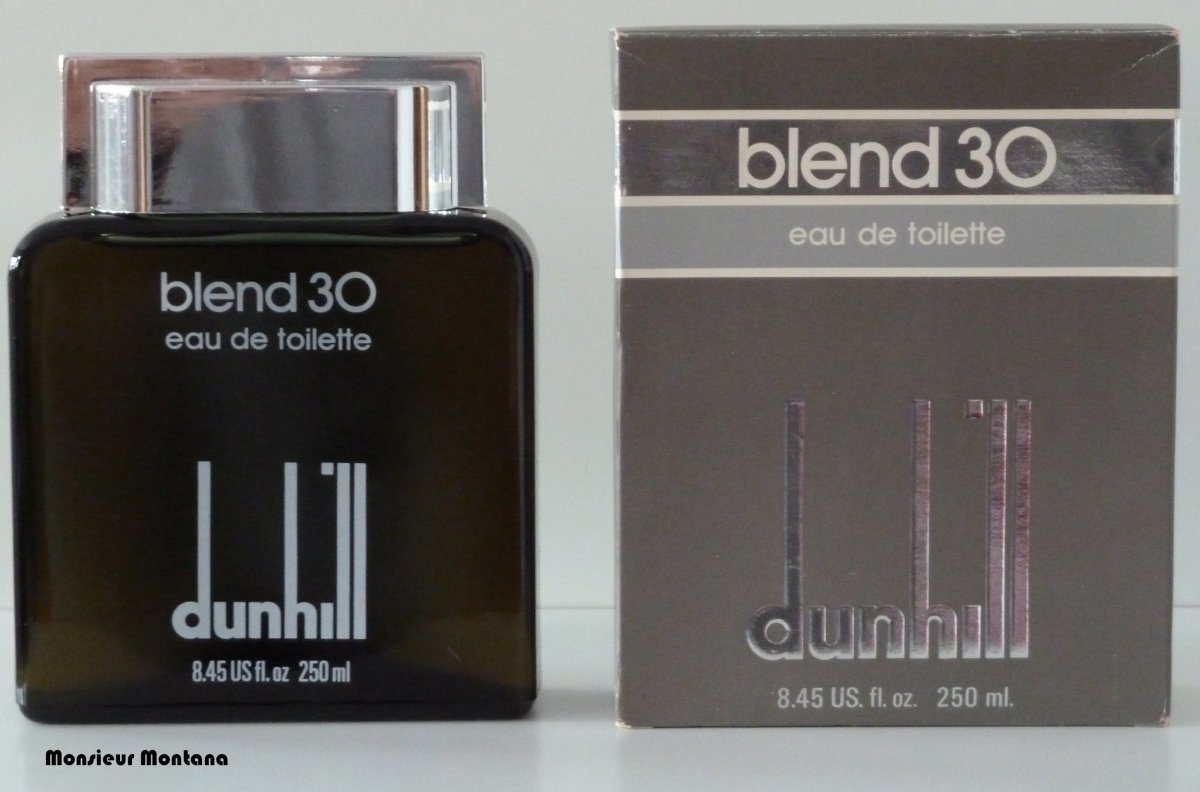 blend 30
eau de toilette
dunhill
8.45 US fl. oz 250 ml
blend 30
eau de toilette
dunhill
8.45 US. fl. oz. 250 ml.
Monsieur Montana